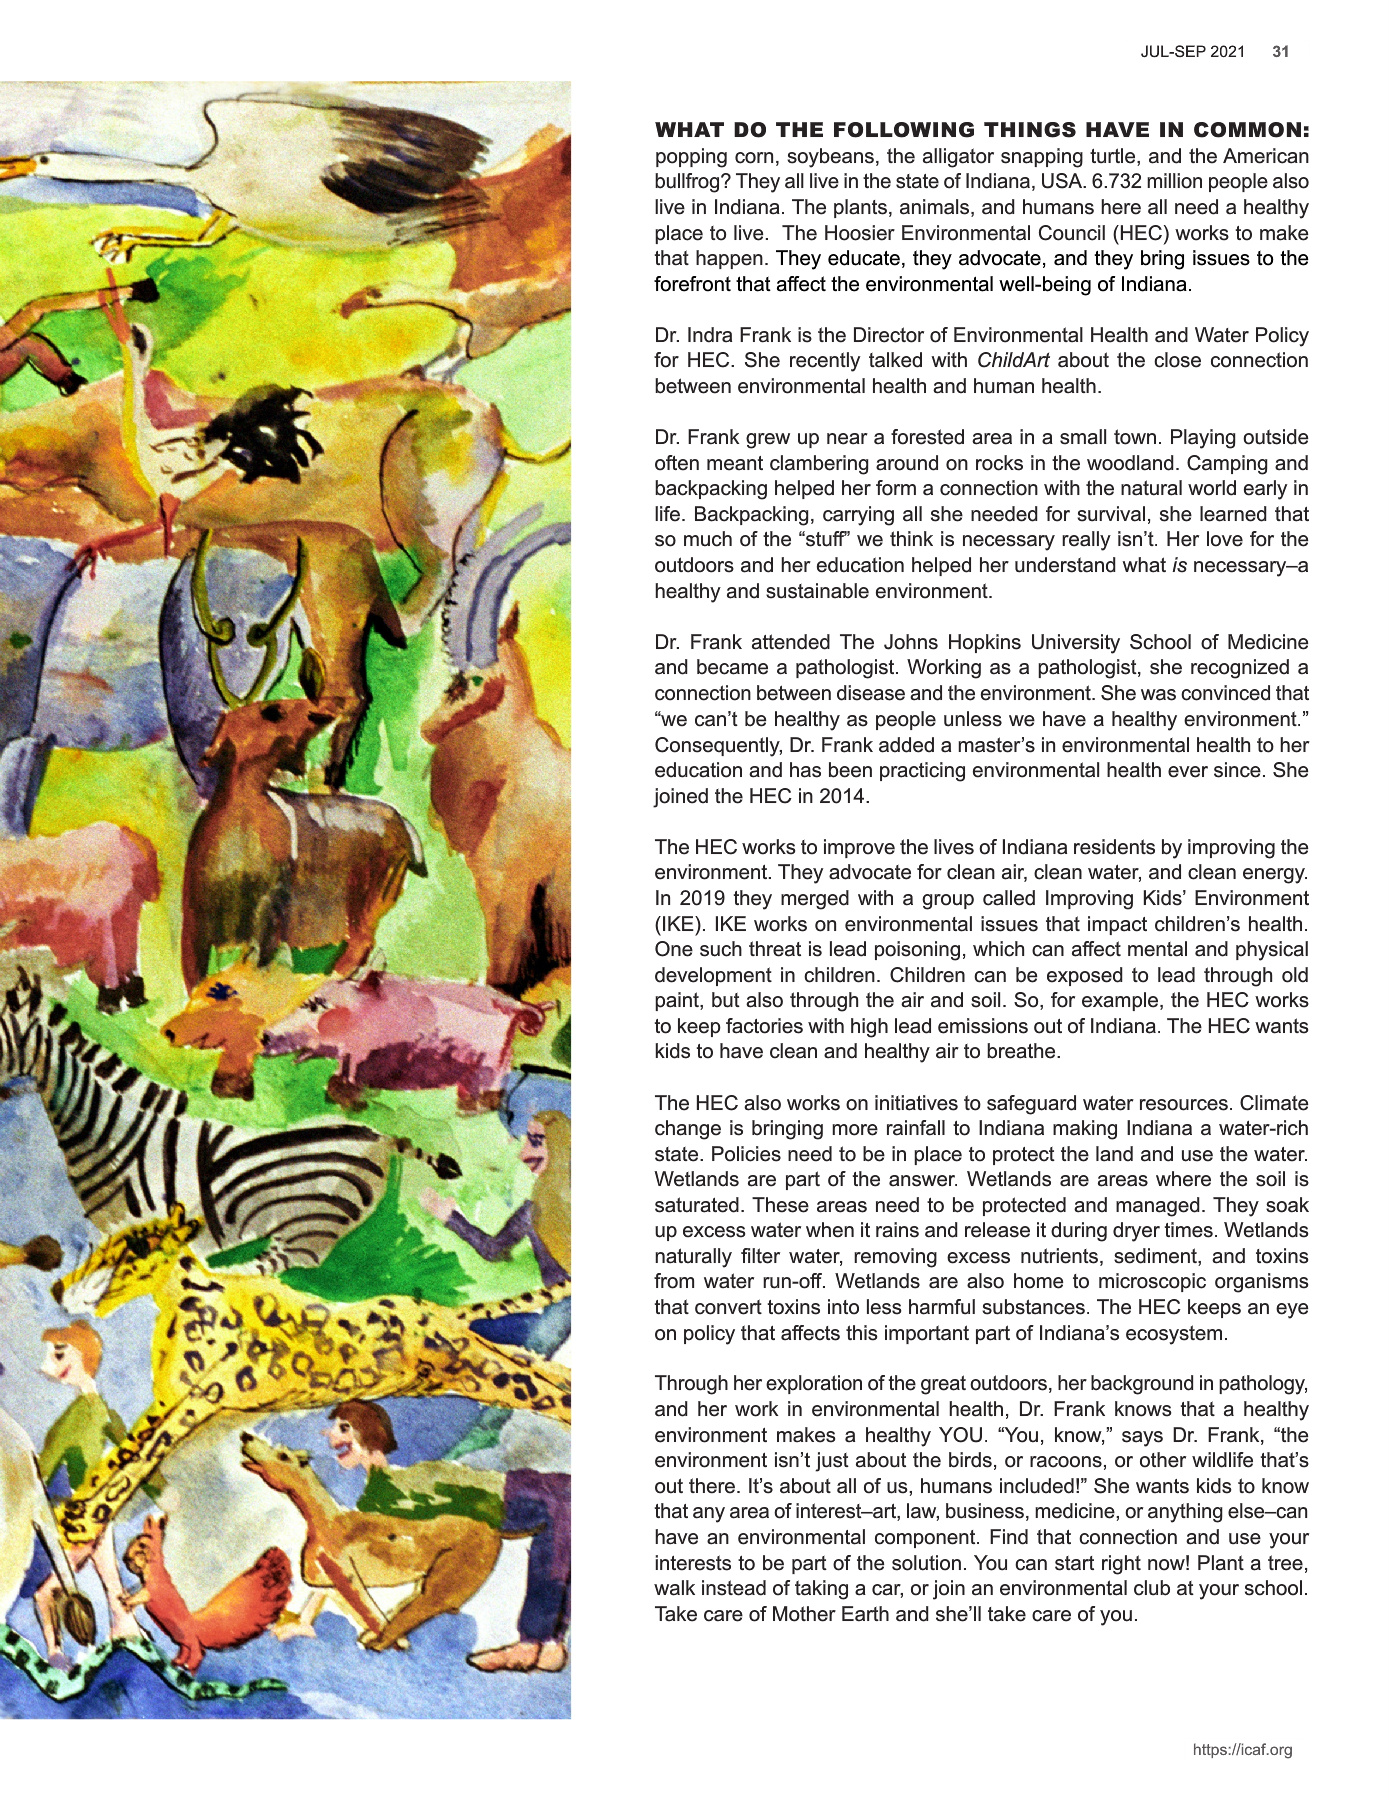 JUL-SEP 2021 31
WHAT DO THE FOLLOWING THINGS HAVE IN COMMON:
popping corn, soybeans, the alligator snapping turtle, and the American
bullfrog? They all live in the state of Indiana, USA. 6.732 million people also
live in Indiana. The plants, animals, and humans here all need a healthy
place to live.  The Hoosier Environmental Council (HEC) works to make
that happen. They educate, they advocate, and they bring issues to the
forefront that affect the environmental well-being of Indiana.
Dr. Indra Frank is the Director of Environmental Health and Water Policy
for HEC. She recently talked with ChildArt about the close connection
between environmental health and human health.
Dr. Frank grew up near a forested area in a small town. Playing outside
often meant clambering around on rocks in the woodland. Camping and
backpacking helped her form a connection with the natural world early in
life. Backpacking, carrying all she needed for survival, she learned that
so much of the “stuff” we think is necessary really isn’t. Her love for the
outdoors and her education helped her understand what is necessary–a
healthy and sustainable environment.
Dr. Frank attended The Johns Hopkins University School of Medicine
and became a pathologist. Working as a pathologist, she recognized a
connection between disease and the environment. She was convinced that
“we can’t be healthy as people unless we have a healthy environment.”
Consequently, Dr. Frank added a master’s in environmental health to her
education and has been practicing environmental health ever since. She
joined the HEC in 2014.
The HEC works to improve the lives of Indiana residents by improving the
environment. They advocate for clean air, clean water, and clean energy.
In 2019 they merged with a group called Improving Kids’ Environment
(IKE). IKE works on environmental issues that impact children’s health.
One such threat is lead poisoning, which can affect mental and physical
development in children. Children can be exposed to lead through old
paint, but also through the air and soil. So, for example, the HEC works
to keep factories with high lead emissions out of Indiana. The HEC wants
kids to have clean and healthy air to breathe.
The HEC also works on initiatives to safeguard water resources. Climate
change is bringing more rainfall to Indiana making Indiana a water-rich
state. Policies need to be in place to protect the land and use the water.
Wetlands are part of the answer. Wetlands are areas where the soil is
saturated. These areas need to be protected and managed. They soak
up excess water when it rains and release it during dryer times. Wetlands
naturally filter water, removing excess nutrients, sediment, and toxins
from water run-off. Wetlands are also home to microscopic organisms
that convert toxins into less harmful substances. The HEC keeps an eye
on policy that affects this important part of Indiana’s ecosystem.
Through her exploration of the great outdoors, her background in pathology,
and her work in environmental health, Dr. Frank knows that a healthy
environment makes a healthy YOU. “You, know,” says Dr. Frank, “the
environment isn’t just about the birds, or racoons, or other wildlife that’s
out there. It’s about all of us, humans included!” She wants kids to know
that any area of interest–art, law, business, medicine, or anything else–can
have an environmental component. Find that connection and use your
interests to be part of the solution. You can start right now! Plant a tree,
walk instead of taking a car, or join an environmental club at your school.
Take care of Mother Earth and she’ll take care of you.
https://icaf.org